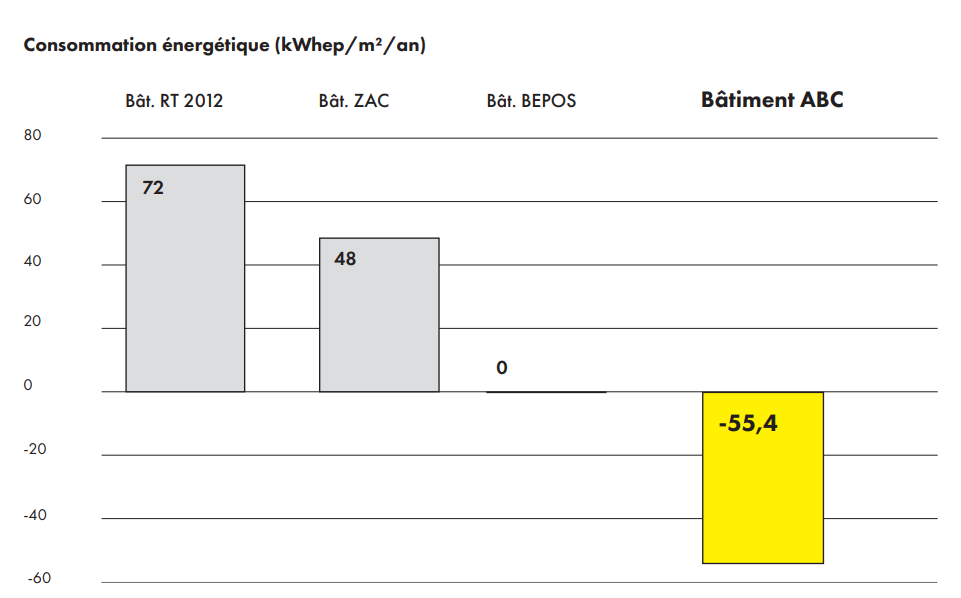 Consommation énergétique (kWhep/m²/an)
Bât. RT 2012
Bât. ZAC
Bât. BEPOS
Bâtiment ABC
80
72
60
48
40
20
0
0
-55,4
-20
-40
-60